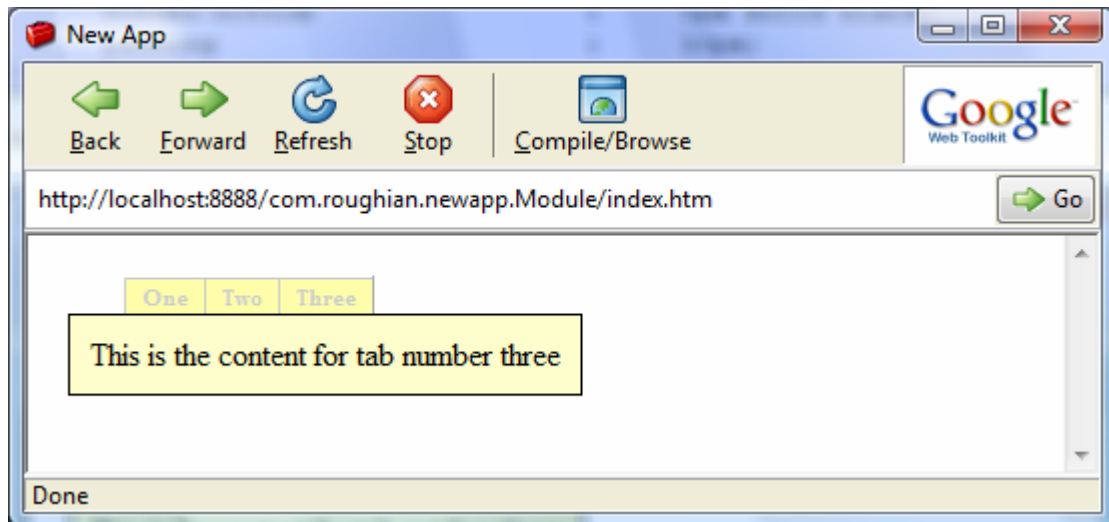 New App
Back Forward Refresh Stop Compile/Browse
Google
Web Toolkit
http://localhost:8888/com.roughian.newapp.Module/index.htm Go
One Two Three
This is the content for tab number three
Done